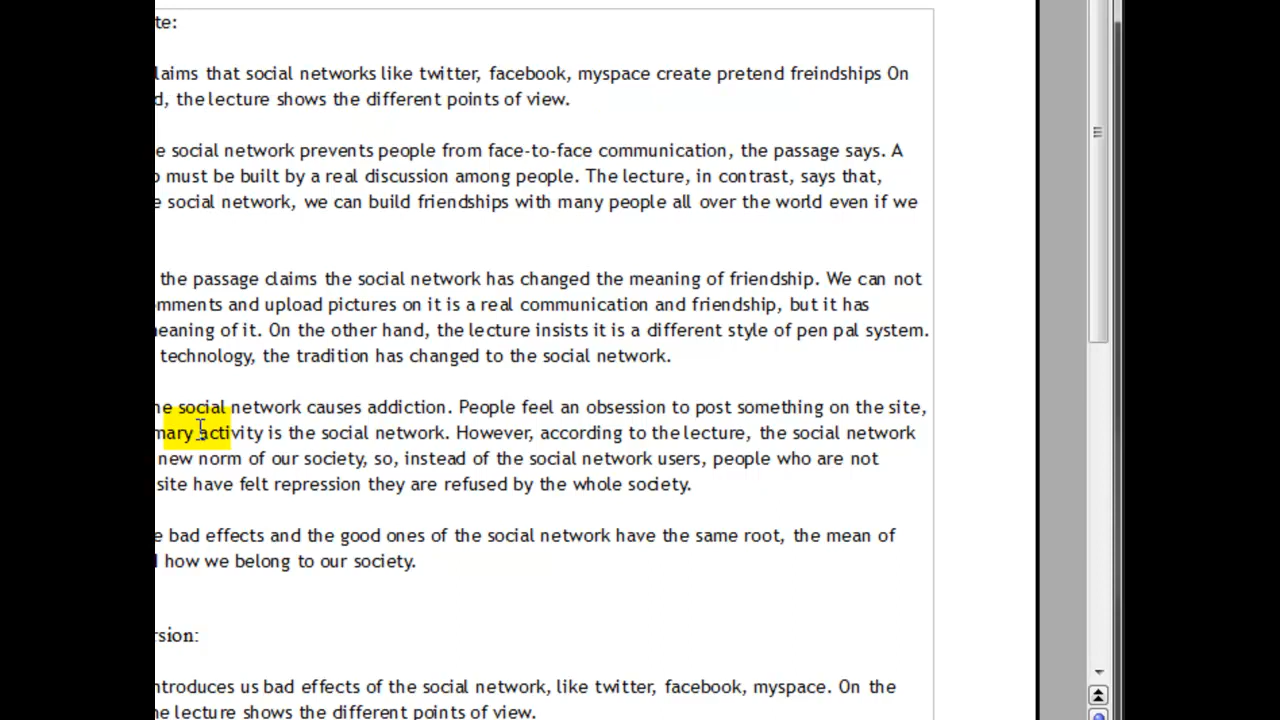 te:
laims that social networks like twitter, facebook, myspace create pretend freindships On
d, the lecture shows the different points of view.
e social network prevents people from face-to-face communication, the passage says. A
o must be built by a real discussion among people. The lecture, in contrast, says that,
e social network, we can build friendships with many people all over the world even if we
the passage claims the social network has changed the meaning of friendship. We can not
omments and upload pictures on it is a real communication and friendship, but it has
eaning of it. On the other hand, the lecture insists it is a different style of pen pal system.
technology, the tradition has changed to the social network.
he social network causes addiction. People feel an obsession to post something on the site,
mary activity is the social network. However, according to the lecture, the social network
new norm of our society, so, instead of the social network users, people who are not
site have felt repression they are refused by the whole society.
e bad effects and the good ones of the social network have the same root, the mean of
d how we belong to our society.
rsion:
ntroduces us bad effects of the social network, like twitter, facebook, myspace. On the
he lecture shows the different points of view.